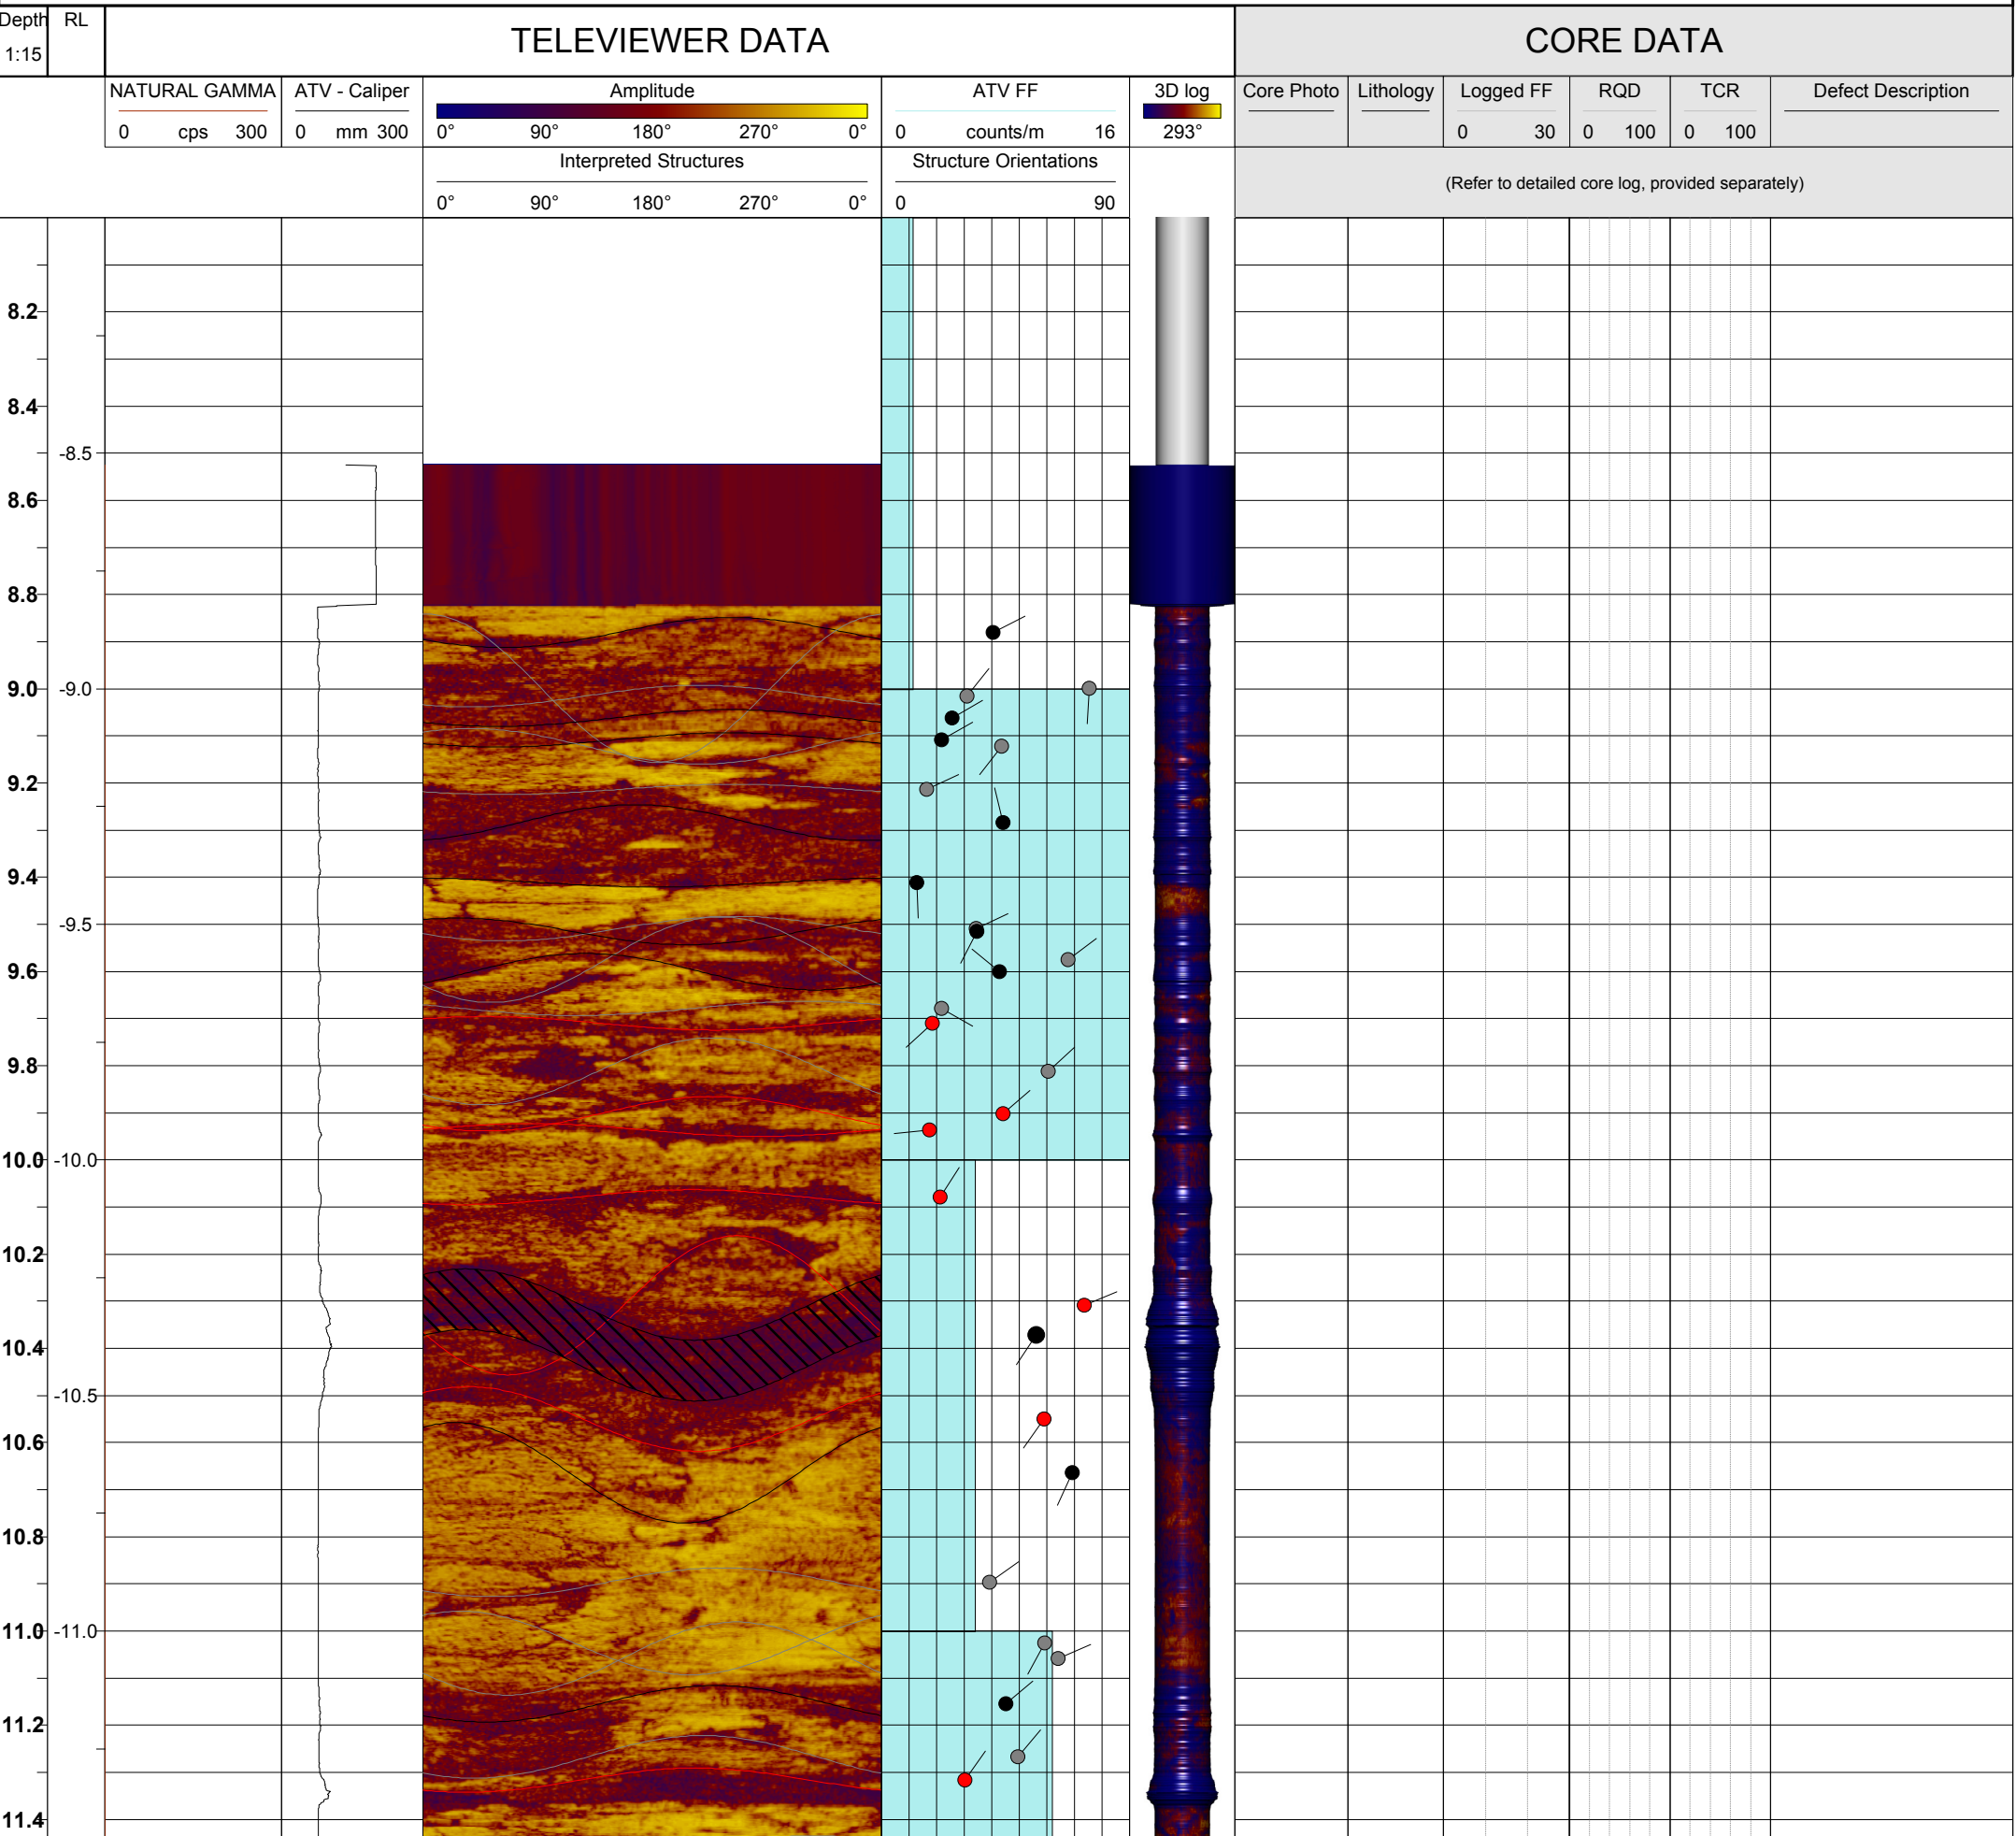 Depth RL
1:15
TELEVIEWER DATA
CORE DATA
NATURAL GAMMA
0 cps 300
ATV - Caliper
0 mm 300
Amplitude
0° 90° 180° 270° 0°
ATV FF
0 counts/m 16
3D log
293°
Core Photo
Lithology
Logged FF
0 30
RQD
0 100
TCR
0 100
Defect Description
Interpreted Structures
0° 90° 180° 270° 0°
Structure Orientations
0 90
(Refer to detailed core log, provided separately)
8.2
8.4
-8.5
8.6
8.8
9.0 -9.0
9.2
9.4
-9.5
9.6
9.8
10.0 -10.0
10.2
10.4
-10.5
10.6
10.8
11.0 -11.0
11.2
11.4